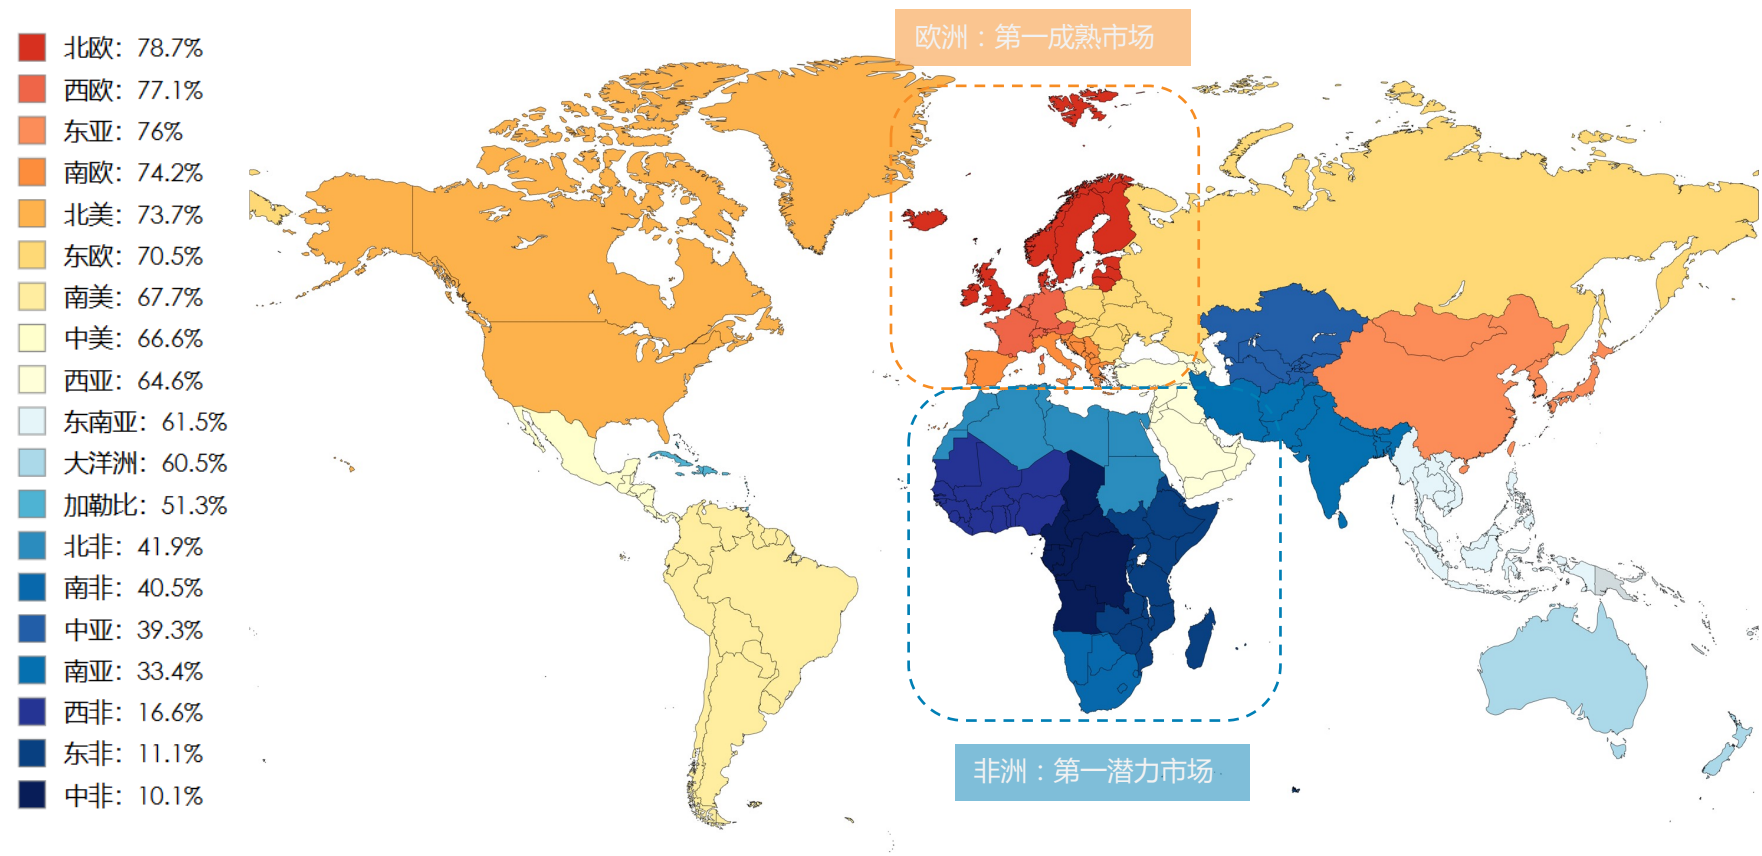 欧洲：第一成熟市场
北欧：78.7%
西欧：77.1%
东亚：76%
南欧：74.2%
北美：73.7%
东欧：70.5%
南美：67.7%
中美：66.6%
西亚：64.6%
东南亚：61.5%
大洋洲：60.5%
加勒比：51.3%
北非：41.9%
南非：40.5%
中亚：39.3%
南亚：33.4%
西非：16.6%
东非：11.1%
中非：10.1%
非洲：第一潜力市场